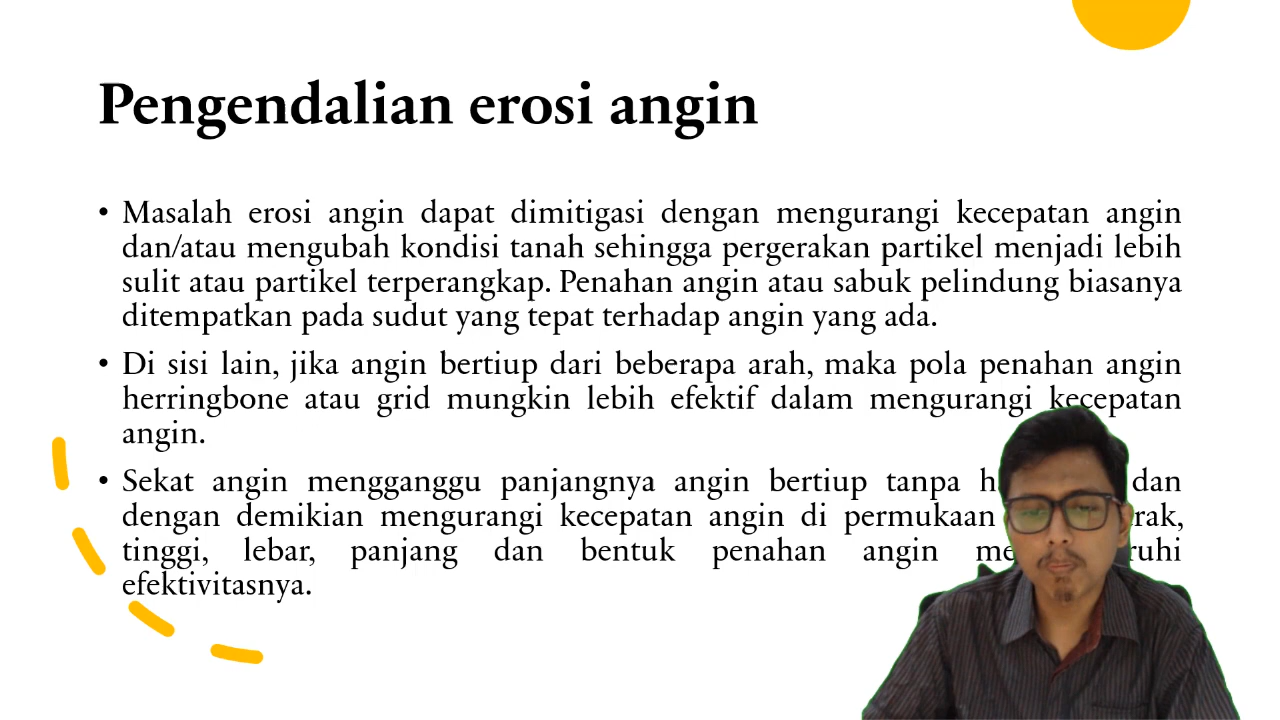 Pengendalian erosi angin
• Masalah erosi angin dapat dimitigasi dengan mengurangi kecepatan angin
dan/atau mengubah kondisi tanah sehingga pergerakan partikel menjadi lebih
sulit atau partikel terperangkap. Penahan angin atau sabuk pelindung biasanya
ditempatkan pada sudut yang tepat terhadap angin yang ada.
• Di sisi lain, jika angin bertiup dari beberapa arah, maka pola penahan angin
herringbone atau grid mungkin lebih efektif dalam mengurangi kecepatan
angin.
• Sekat angin mengganggu panjangnya angin bertiup tanpa dan
dengan demikian mengurangi kecepatan angin di permukaan
tinggi, lebar, panjang dan bentuk penahan angin
efektivitasnya.